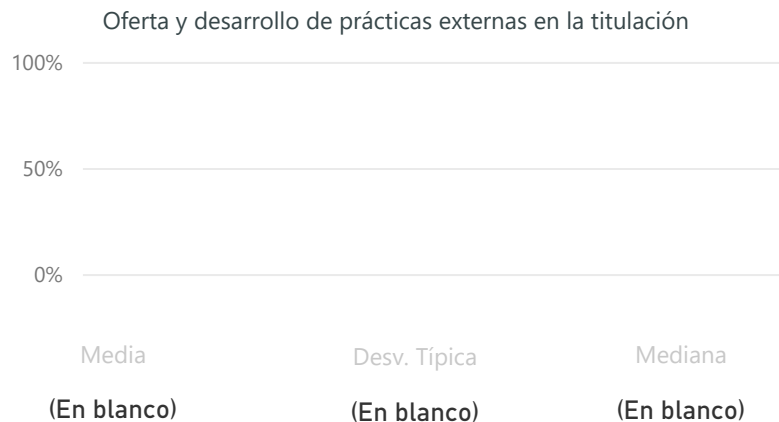 Oferta y desarrollo de prácticas externas en la titulación
100%
50%
0%
Media Desv. Típica Mediana
(En blanco) (En blanco) (En blanco)